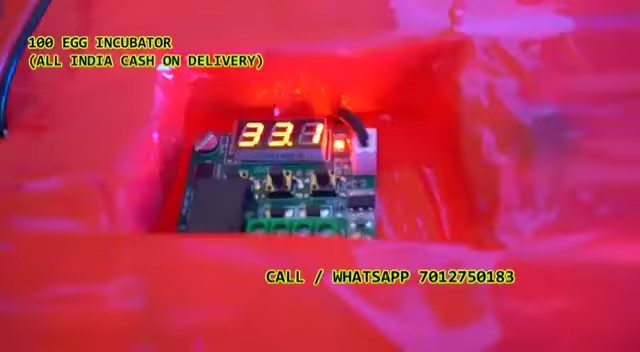 100 EGG INCUBATOR
(ALL INDIA CASH ON DELIVERY)
33.1
CALL / WHATSAPP 7012750183